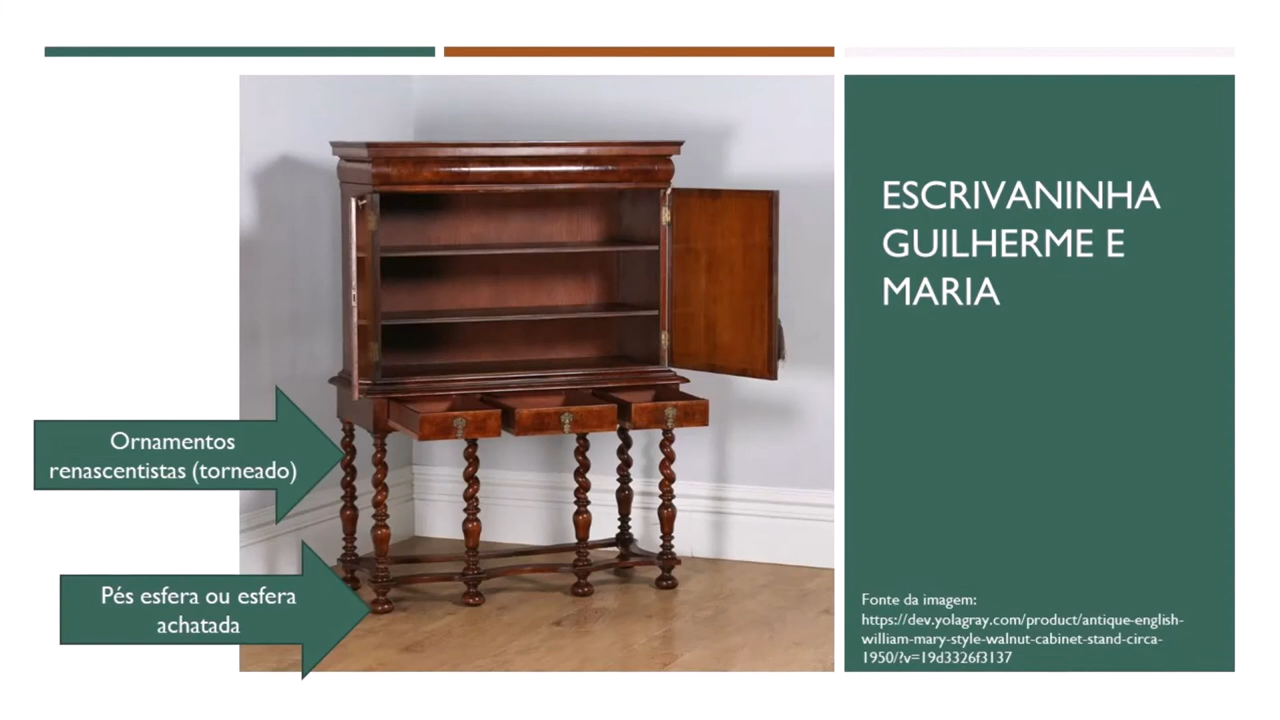 ESCRIVANINHA
GUILHERME E
MARIA
Ornamentos
renascentistas (torneado)
Pés esfera ou esfera
achatada
Fonte da imagem:
https://dev.yolagray.com/product/antique-english-
william-mary-style-walnut-cabinet-stand-circa-
1950/?v=19d3326f3137